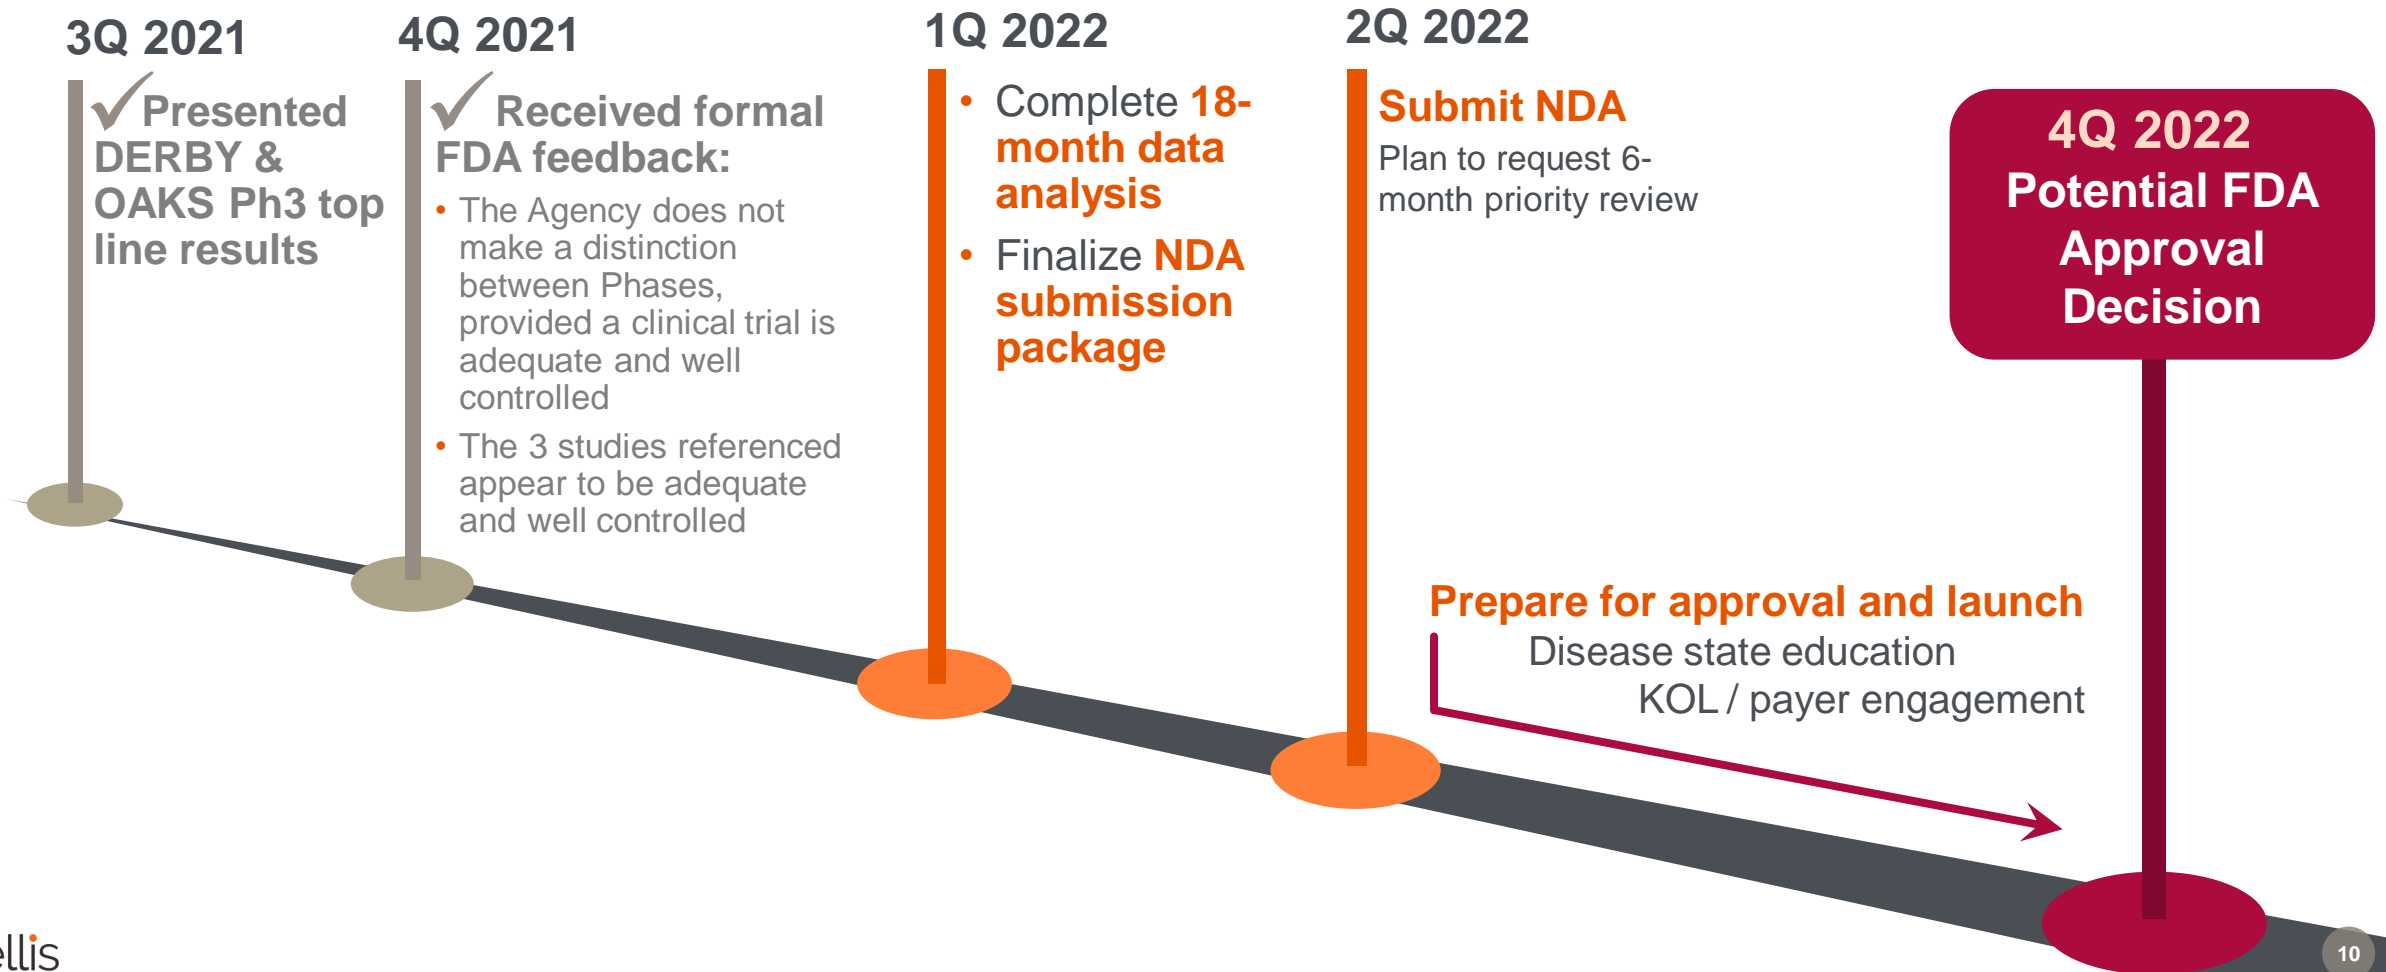 3Q 2021
Presented
DERBY &
OAKS Ph3 top
line results
4Q 2021
Received formal
FDA feedback:
• The Agency does not
make a distinction
between Phases,
provided a clinical trial is
adequate and well
controlled
• The 3 studies referenced
appear to be adequate
and well controlled
1Q 2022
• Complete 18-
month data
analysis
• Finalize NDA
submission
package
2Q 2022
Submit NDA
Plan to request 6-
month priority review
4Q 2022
Potential FDA
Approval
Decision
Prepare for approval and launch
Disease state education
KOL / payer engagement
ellis
10